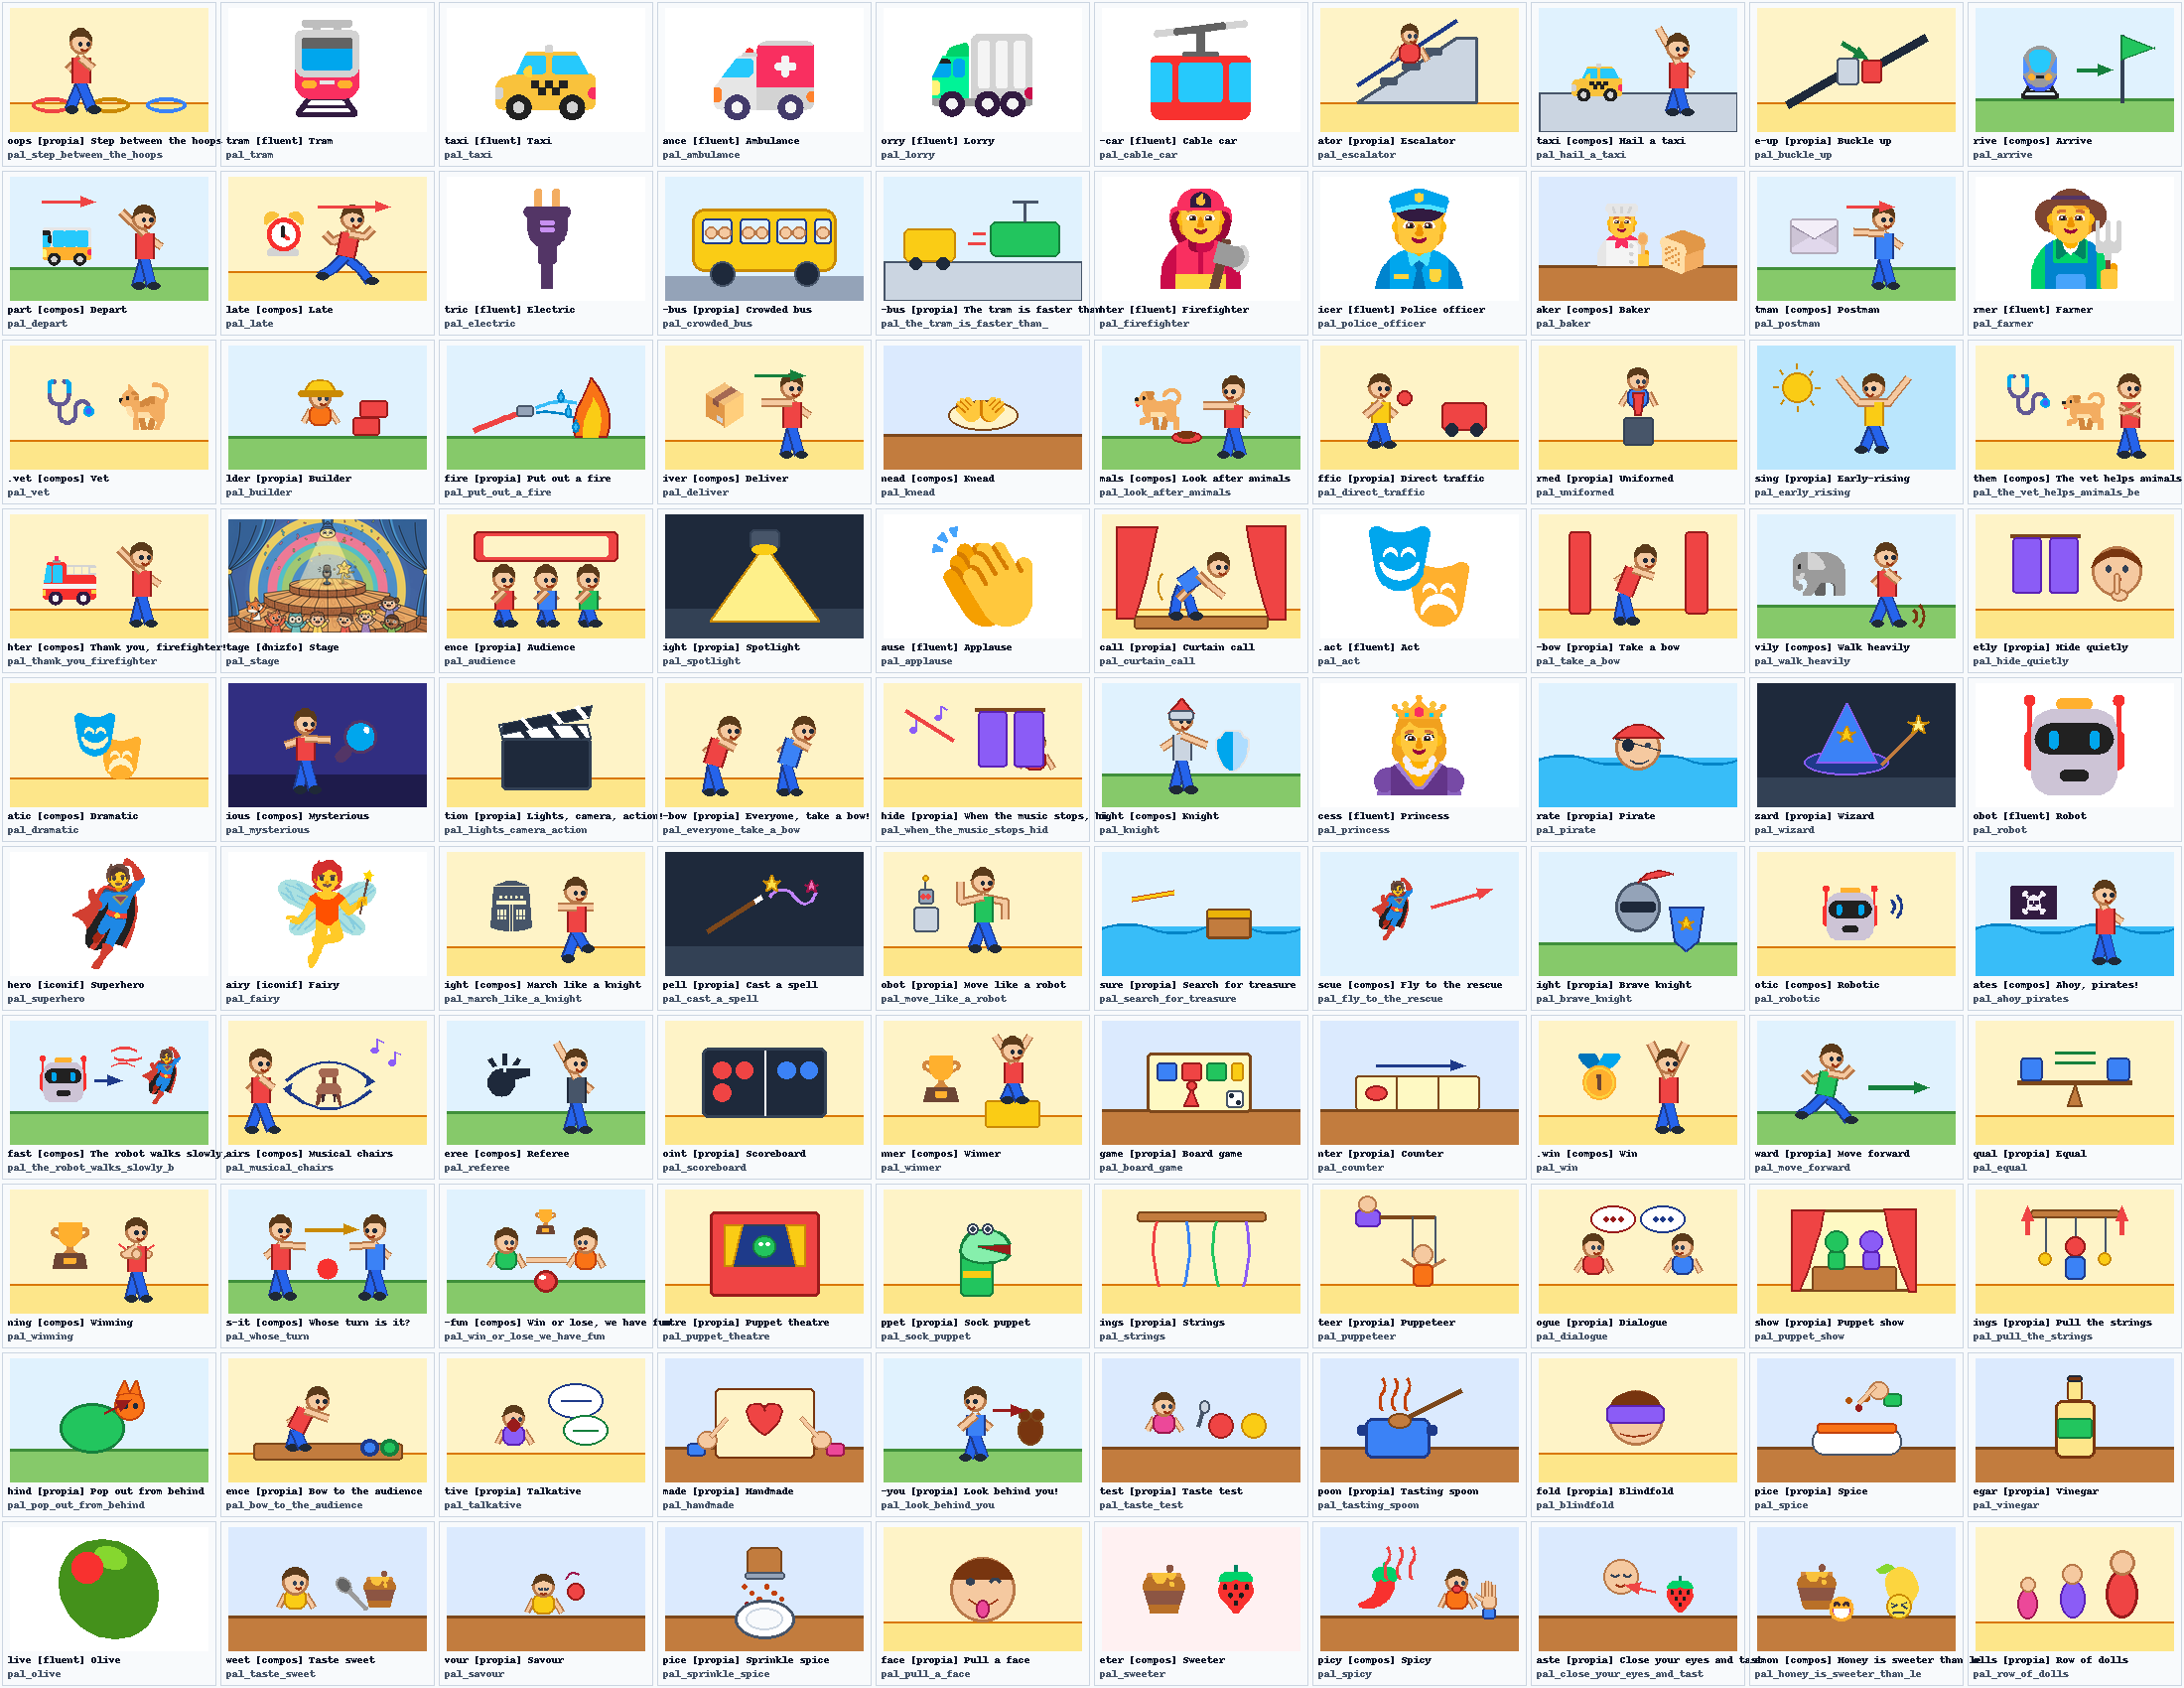 oops [propia] Step between the hoops
pal_step_between_the_hoops
tram [fluent] Tram
pal_tram
taxi [fluent] Taxi
pal_taxi
ance [fluent] Ambulance
pal_ambulance
orry [fluent] Lorry
pal_lorry
-car [fluent] Cable car
pal_cable_car
ator [propia] Escalator
pal_escalator
taxi [compos] Hail a taxi
pal_hail_a_taxi
e-up [propia] Buckle up
pal_buckle_up
rive [compos] Arrive
pal_arrive
part [compos] Depart
pal_depart
late [compos] Late
pal_late
tric [fluent] Electric
pal_electric
-bus [propia] Crowded bus
pal_crowded_bus
-bus [propia] The tram is faster than
pal_the_tram_is_faster_than_
hter [fluent] Firefighter
pal_firefighter
icer [fluent] Police officer
pal_police_officer
aker [compos] Baker
pal_baker
tman [compos] Postman
pal_postman
rmer [fluent] Farmer
pal_farmer
.vet [compos] Vet
pal_vet
lder [propia] Builder
pal_builder
fire [propia] Put out a fire
pal_put_out_a_fire
iver [compos] Deliver
pal_deliver
nead [compos] Knead
pal_knead
mals [compos] Look after animals
pal_look_after_animals
ffic [propia] Direct traffic
pal_direct_traffic
rmed [propia] Uniformed
pal_uniformed
sing [propia] Early-rising
pal_early_rising
them [compos] The vet helps animals
pal_the_vet_helps_animals_be
hter [compos] Thank you, firefighter!
pal_thank_you_firefighter
tage [dnizfo] Stage
pal_stage
ence [propia] Audience
pal_audience
ight [propia] Spotlight
pal_spotlight
ause [fluent] Applause
pal_applause
call [propia] Curtain call
pal_curtain_call
.act [fluent] Act
pal_act
-bow [propia] Take a bow
pal_take_a_bow
vily [compos] Walk heavily
pal_walk_heavily
etly [propia] Hide quietly
pal_hide_quietly
atic [compos] Dramatic
pal_dramatic
ious [compos] Mysterious
pal_mysterious
tion [propia] Lights, camera, action!
pal_lights_camera_action
-bow [propia] Everyone, take a bow!
pal_everyone_take_a_bow
hide [propia] When the music stops,
pal_when_the_music_stops_hid
ight [compos] Knight
pal_knight
cess [fluent] Princess
pal_princess
rate [propia] Pirate
pal_pirate
zard [propia] Wizard
pal_wizard
obot [fluent] Robot
pal_robot
hero [iconif] Superhero
pal_superhero
airy [iconif] Fairy
pal_fairy
ight [compos] March like a knight
pal_march_like_a_knight
pell [propia] Cast a spell
pal_cast_a_spell
obot [propia] Move like a robot
pal_move_like_a_robot
sure [propia] Search for treasure
pal_search_for_treasure
scue [compos] Fly to the rescue
pal_fly_to_the_rescue
ight [propia] Brave knight
pal_brave_knight
otic [compos] Robotic
pal_robotic
ates [compos] Ahoy, pirates!
pal_ahoy_pirates
fast [compos] The robot walks slowly,
pal_the_robot_walks_slowly_b
airs [compos] Musical chairs
pal_musical_chairs
eree [compos] Referee
pal_referee
oint [propia] Scoreboard
pal_scoreboard
nner [compos] Winner
pal_winner
game [propia] Board game
pal_board_game
nter [propia] Counter
pal_counter
.win [compos] Win
pal_win
ward [propia] Move forward
pal_move_forward
qual [propia] Equal
pal_equal
ning [compos] Winning
pal_winning
s-it [compos] Whose turn is it?
pal_whose_turn
-fun [compos] Win or lose, we have fun
pal_win_or_lose_we_have_fun
atre [propia] Puppet theatre
pal_puppet_theatre
ppet [propia] Sock puppet
pal_sock_puppet
ings [propia] Strings
pal_strings
teer [propia] Puppeteer
pal_puppeteer
ogue [propia] Dialogue
pal_dialogue
show [propia] Puppet show
pal_puppet_show
ings [propia] Pull the strings
pal_pull_the_strings
hind [propia] Pop out from behind
pal_pop_out_from_behind
ence [propia] Bow to the audience
pal_bow_to_the_audience
tive [propia] Talkative
pal_talkative
made [propia] Handmade
pal_handmade
-you [propia] Look behind you!
pal_look_behind_you
test [propia] Taste test
pal_taste_test
poon [propia] Tasting spoon
pal_tasting_spoon
fold [propia] Blindfold
pal_blindfold
pice [propia] Spice
pal_spice
egar [propia] Vinegar
pal_vinegar
live [fluent] Olive
pal_olive
weet [compos] Taste sweet
pal_taste_sweet
vour [propia] Savour
pal_savour
pice [propia] Sprinkle spice
pal_sprinkle_spice
face [propia] Pull a face
pal_pull_a_face
eter [compos] Sweeter
pal_sweeter
picy [compos] Spicy
pal_spicy
aste [propia] Close your eyes and
pal_close_your_eyes_and_tast
emon [compos] Honey is sweeter than
pal_honey_is_sweeter_than_le
olls [propia] Row of dolls
pal_row_of_dolls